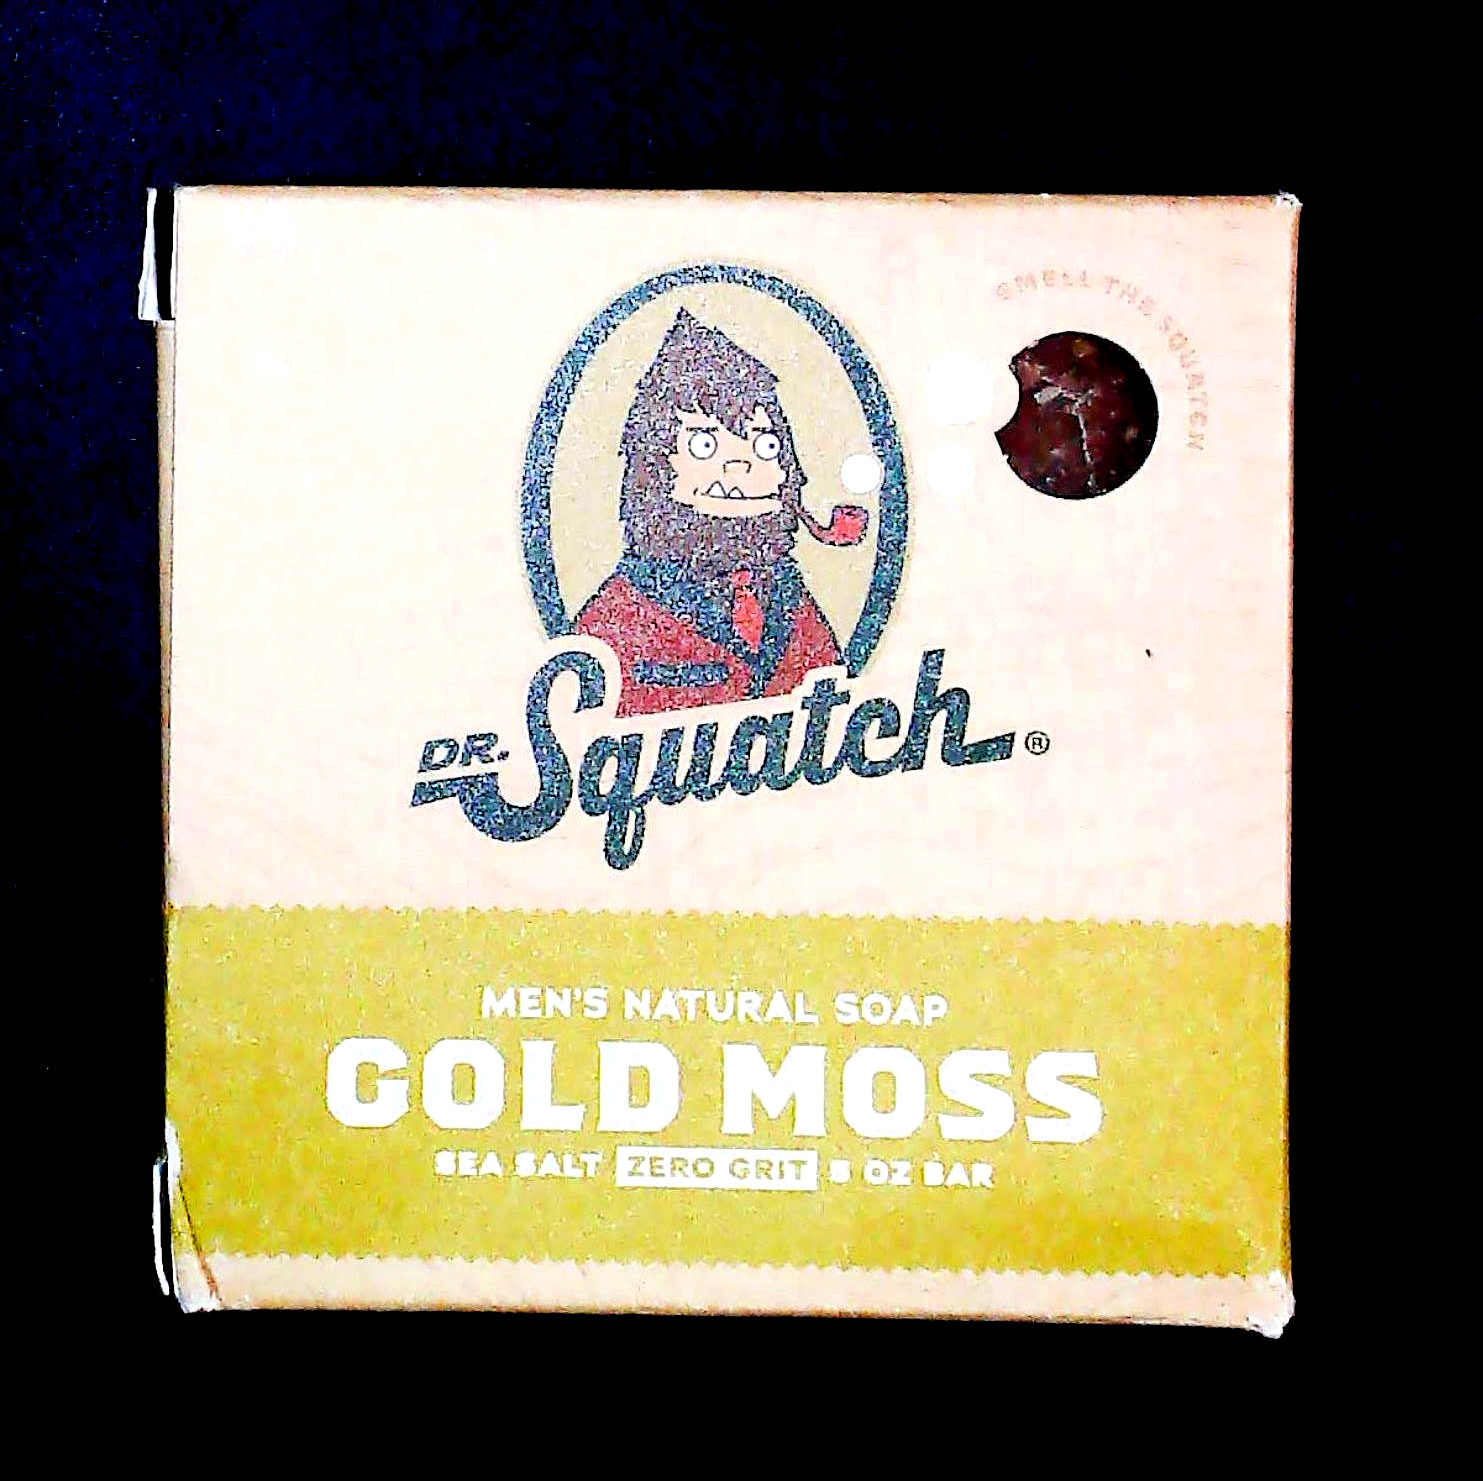 SMELL THE SQUATCH
DR. Squatch ®
MEN'S NATURAL SOAP
GOLD MOSS
SEA SALT ZERO GRIT 5 OZ BAR